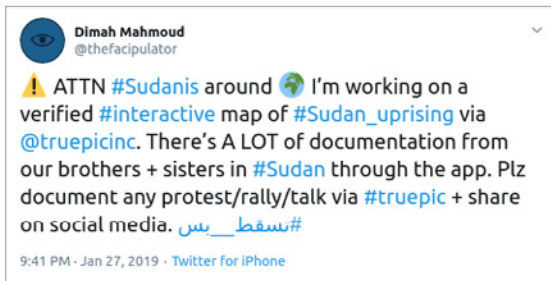 Dimah Mahmoud
@thefacipulator
⚠️ ATTN #Sudanis around 🌍 I’m working on a
verified #interactive map of #Sudan_uprising via
@truepicinc. There’s A LOT of documentation from
our brothers + sisters in #Sudan through the app. Plz
document any protest/rally/talk via #truepic + share
on social media. #تسقط__بس
9:41 PM · Jan 27, 2019 · Twitter for iPhone